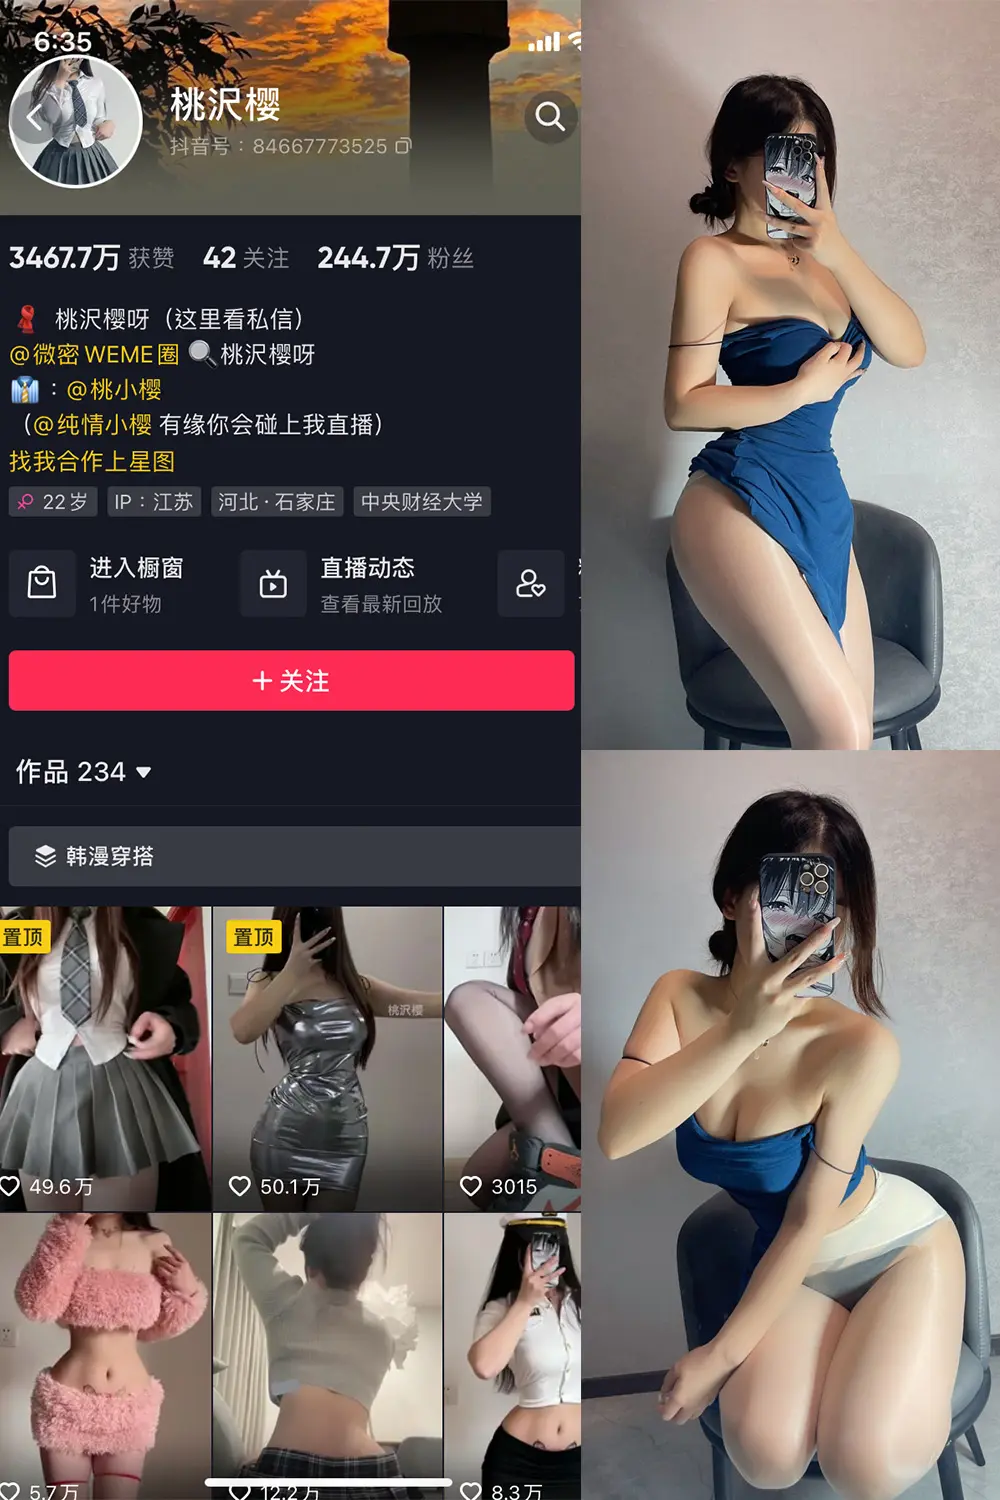 6:35
桃沢樱
抖音号：84667773525
3467.7万 获赞 42 关注 244.7万 粉丝
桃沢樱呀（这里看私信）
@微密 WEME 圈 🔍桃沢樱呀
👔：@桃小樱
（@纯情小樱 有缘你会碰上我直播）
找我合作上星图
22岁 IP：江苏 河北·石家庄 中央财经大学
进入橱窗 直播动态
1件好物 查看最新回放
+ 关注
作品 234
韩漫穿搭
置顶 置顶
桃沢樱
49.6万 50.1万 3015
5.7万 12.2万 8.3万